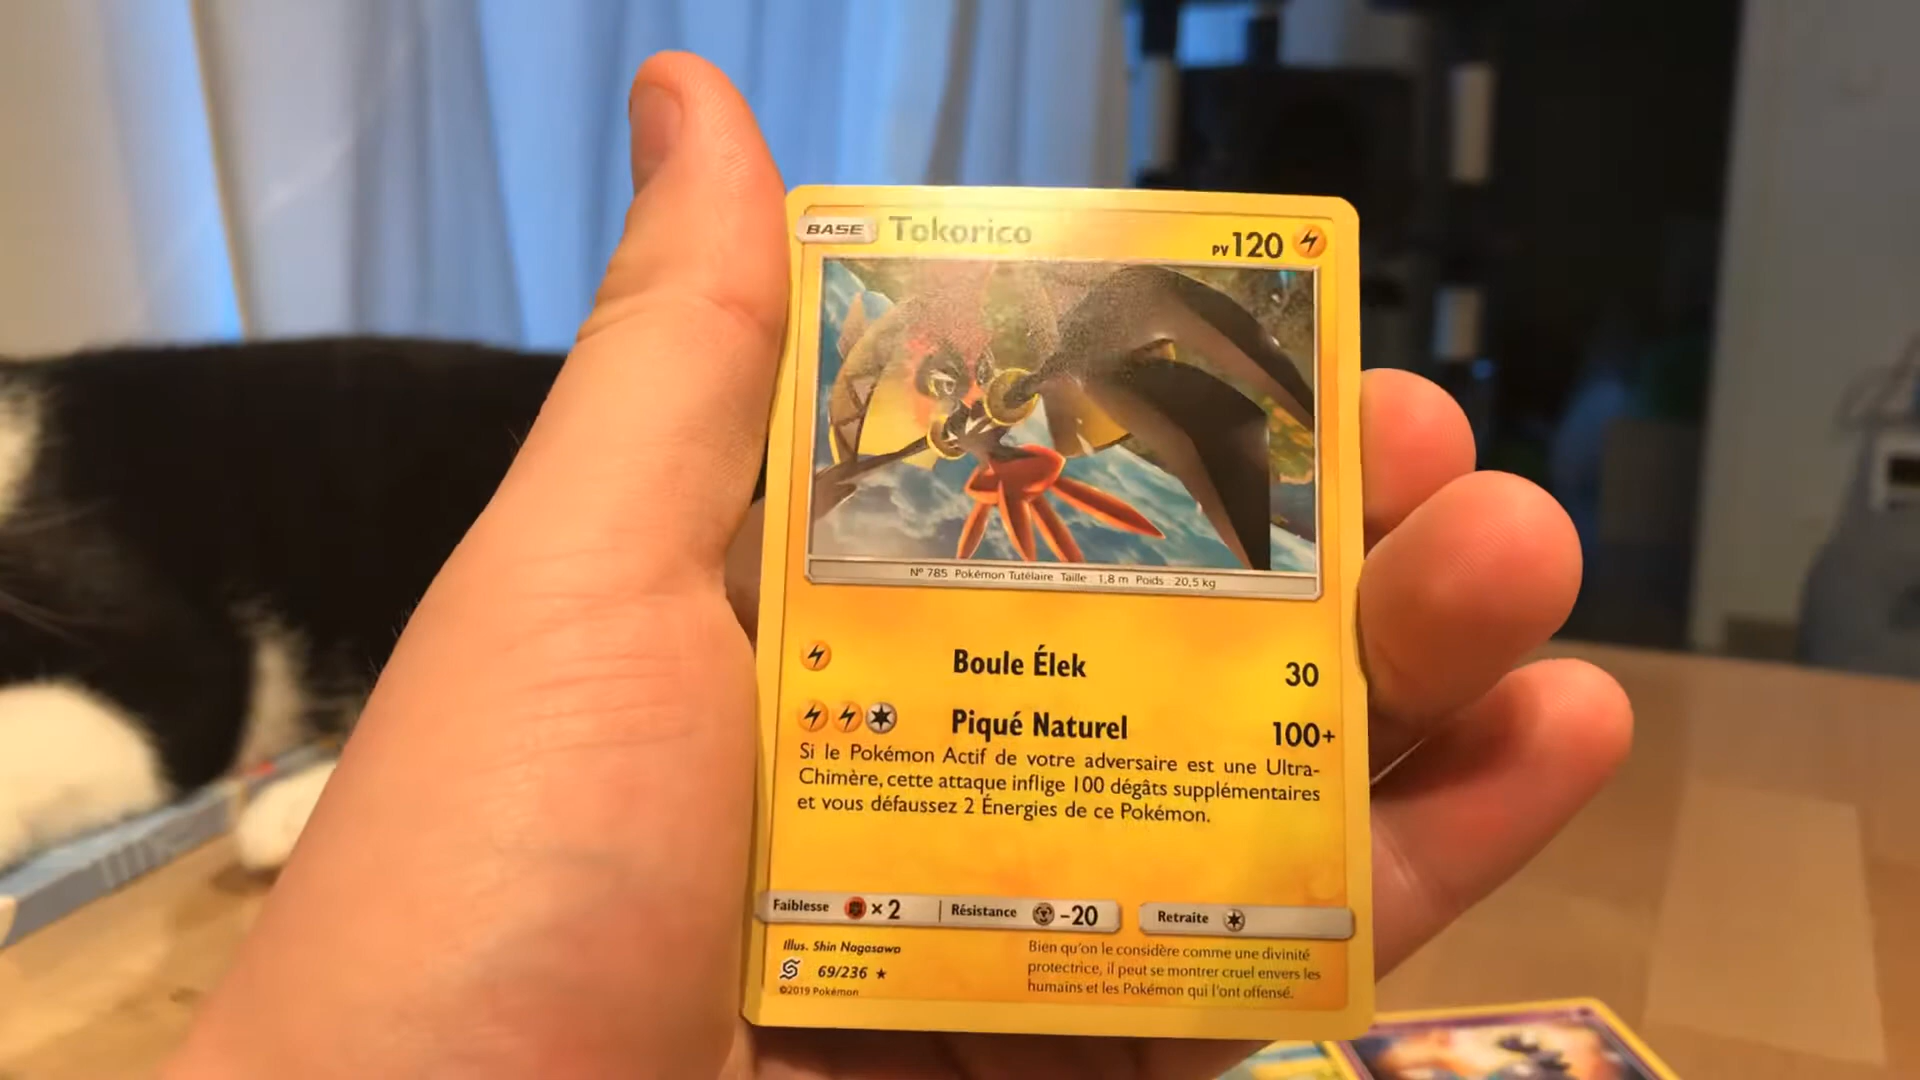 BASE Tokorico PV 120
Nº 785 Pokémon Tutélaire Taille : 1,8 m Poids : 20,5 kg
Boule Élek 30
Piqué Naturel 100+
Si le Pokémon Actif de votre adversaire est une Ultra-
Chimère, cette attaque inflige 100 dégâts supplémentaires
et vous défaussez 2 Énergies de ce Pokémon.
Faiblesse ×2 Résistance -20 Retraite
Illus. Shin Nagasawa
69/236 ★
©2019 Pokémon
Bien qu'on le considère comme une divinité
protectrice, il peut se montrer cruel envers les
humains et les Pokémon qui l'ont offensé.